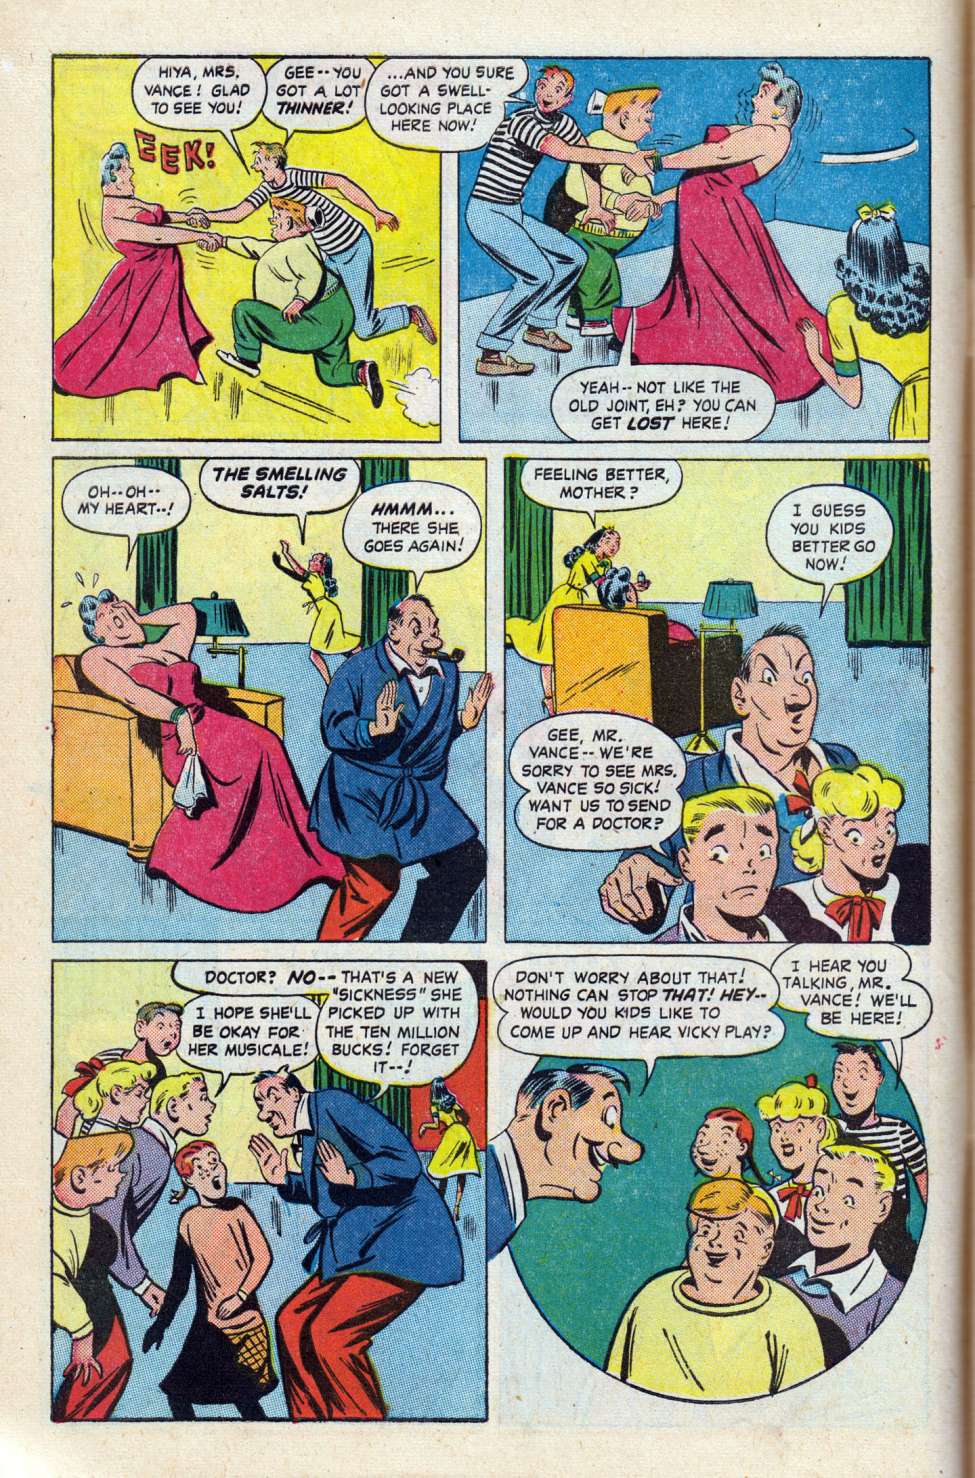 HIYA, MRS.
VANCE! GLAD
TO SEE YOU!
GEE--YOU
GOT A LOT
THINNER!
EEK!
...AND YOU SURE
GOT A SWELL-
LOOKING PLACE
HERE NOW!
YEAH--NOT LIKE THE
OLD JOINT, EH? YOU CAN
GET LOST HERE!
OH--OH--
MY HEART--!
THE SMELLING
SALTS!
HMMM...
THERE SHE
GOES AGAIN!
FEELING BETTER,
MOTHER?
I GUESS
YOU KIDS
BETTER GO
NOW!
GEE, MR.
VANCE--WE'RE
SORRY TO SEE MRS.
VANCE SO SICK!
WANT US TO SEND
FOR A DOCTOR?
DOCTOR? NO--THAT'S A NEW
"SICKNESS" SHE
PICKED UP WITH
THE TEN MILLION
BUCKS! FORGET
IT--!
I HOPE SHE'LL
BE OKAY FOR
HER MUSICALE!
DON'T WORRY ABOUT THAT!
NOTHING CAN STOP THAT! HEY--
WOULD YOU KIDS LIKE TO
COME UP AND HEAR VICKY PLAY?
I HEAR YOU
TALKING, MR.
VANCE! WE'LL
BE HERE!